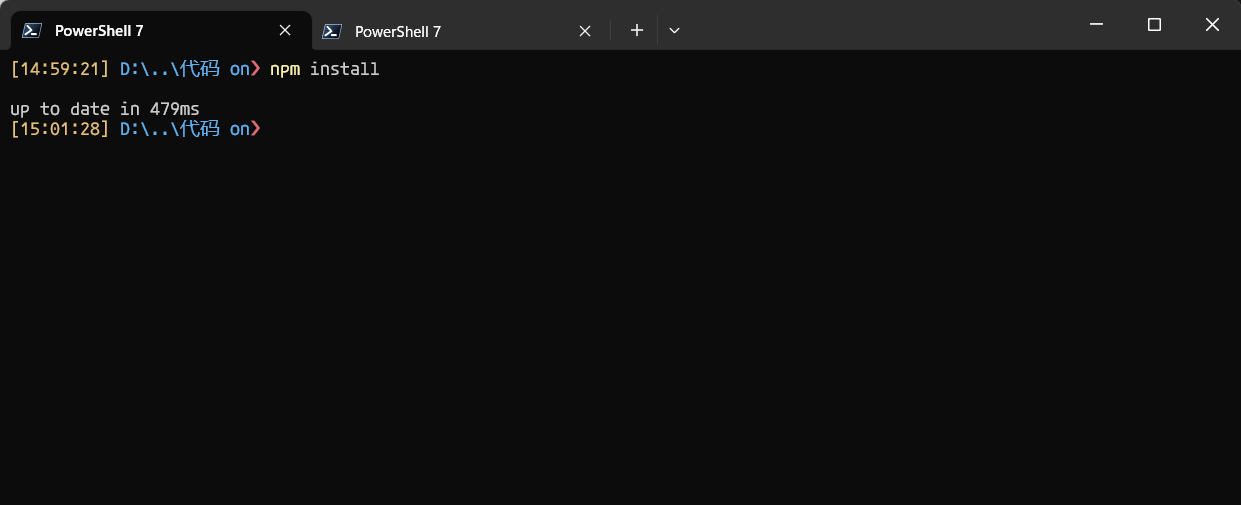 PowerShell 7
PowerShell 7
[14:59:21] D:\..\代码 on❯ npm install
up to date in 479ms
[15:01:28] D:\..\代码 on❯